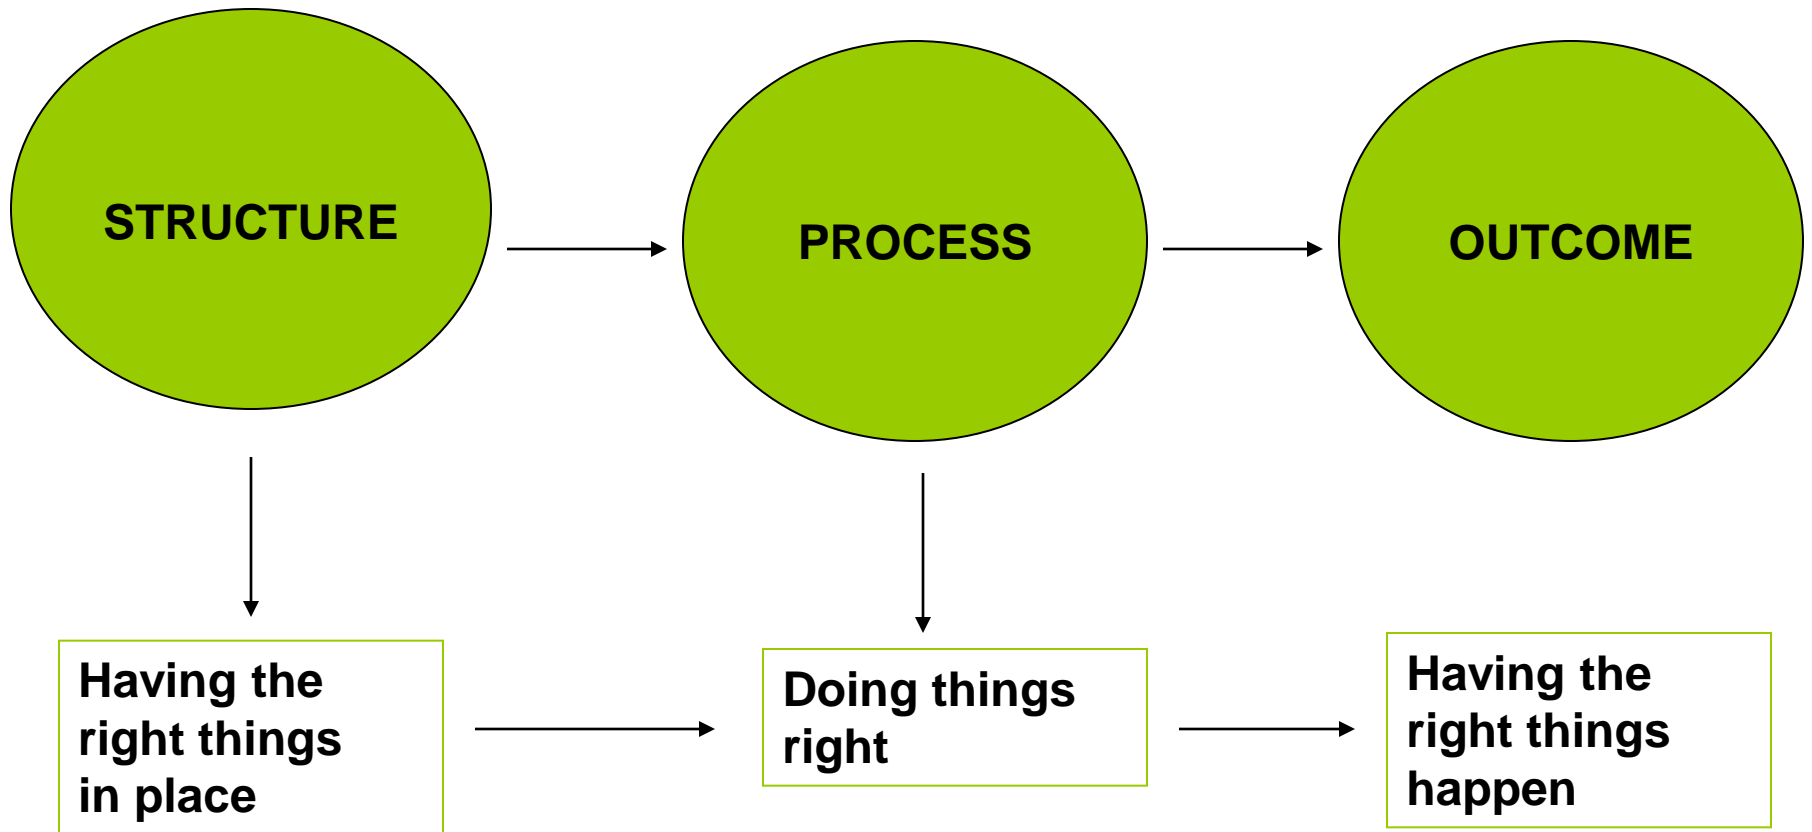 STRUCTURE
PROCESS
OUTCOME
Having the
right things
in place
Doing things
right
Having the
right things
happen